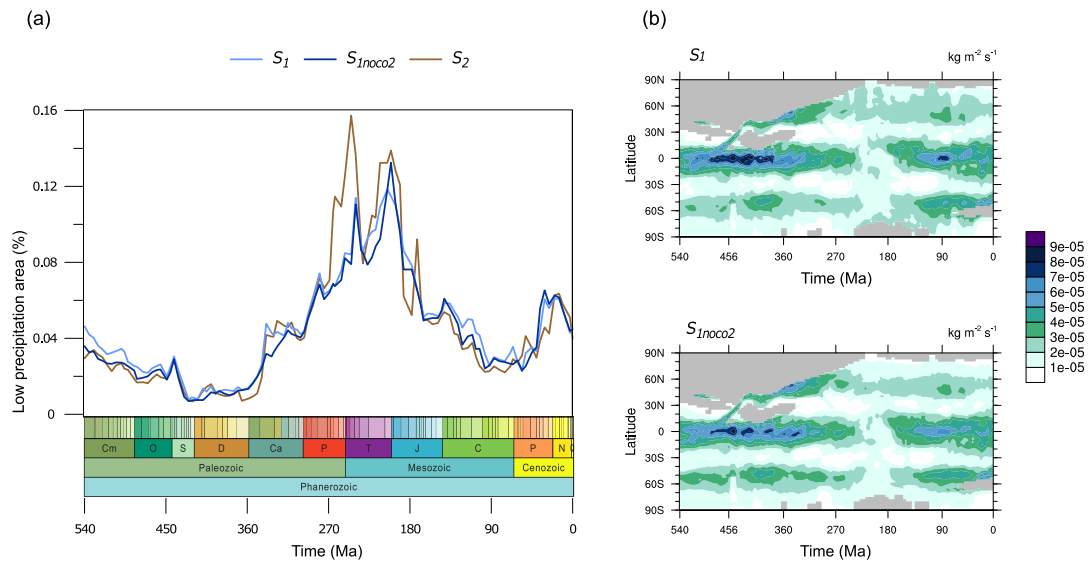 (a)
S1 S1noco2 S2
Low precipitation area (%)
0.16
0.12
0.08
0.04
0
Cm O S D Ca P T J C P N
Paleozoic Mesozoic Cenozoic
Phanerozoic
540 450 360 270 180 90 0
Time (Ma)
(b)
S1 kg m-2 s-1
Latitude
90N
60N
30N
0
30S
60S
90S
540 456 360 270 180 90 0
Time (Ma)
S1noco2 kg m-2 s-1
Latitude
90N
60N
30N
0
30S
60S
90S
540 456 360 270 180 90 0
Time (Ma)
9e-05
8e-05
7e-05
6e-05
5e-05
4e-05
3e-05
2e-05
1e-05